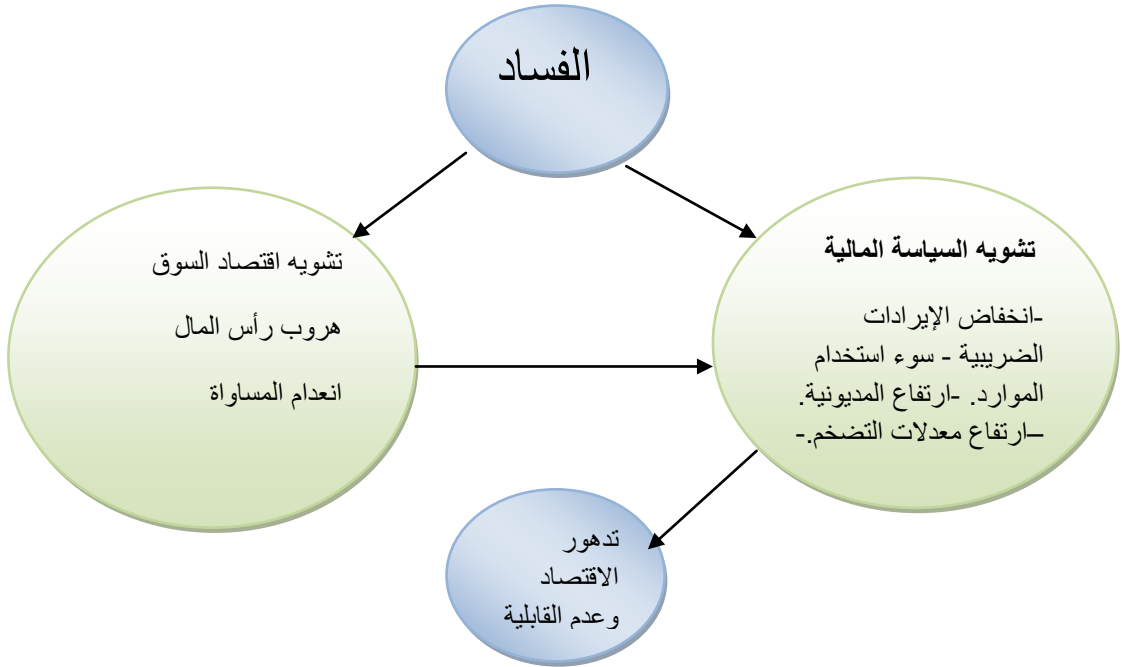 الفساد
تشويه السياسة المالية
-انخفاض الإيرادات
الضريبية - سوء استخدام
الموارد. -ارتفاع المديونية.
–ارتفاع معدلات التضخم.-
تشويه اقتصاد السوق
هروب رأس المال
انعدام المساواة
تدهور
الاقتصاد
وعدم القابلية